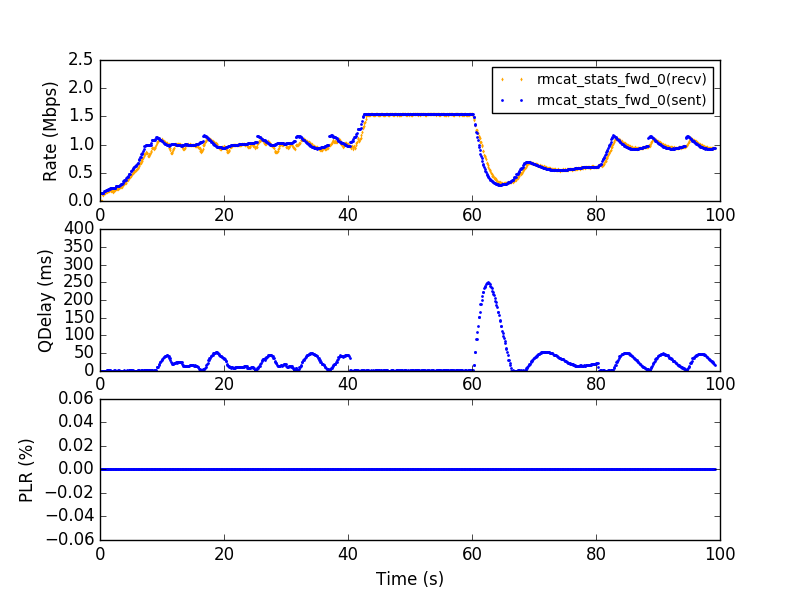 2.5
2.0
1.5
1.0
0.5
0.0
Rate (Mbps)
rmcat_stats_fwd_0(recv)
rmcat_stats_fwd_0(sent)
0 20 40 60 80 100
400
350
300
250
200
150
100
50
0
QDelay (ms)
0 20 40 60 80 100
0.06
0.04
0.02
0.00
−0.02
−0.04
−0.06
PLR (%)
0 20 40 60 80 100
Time (s)